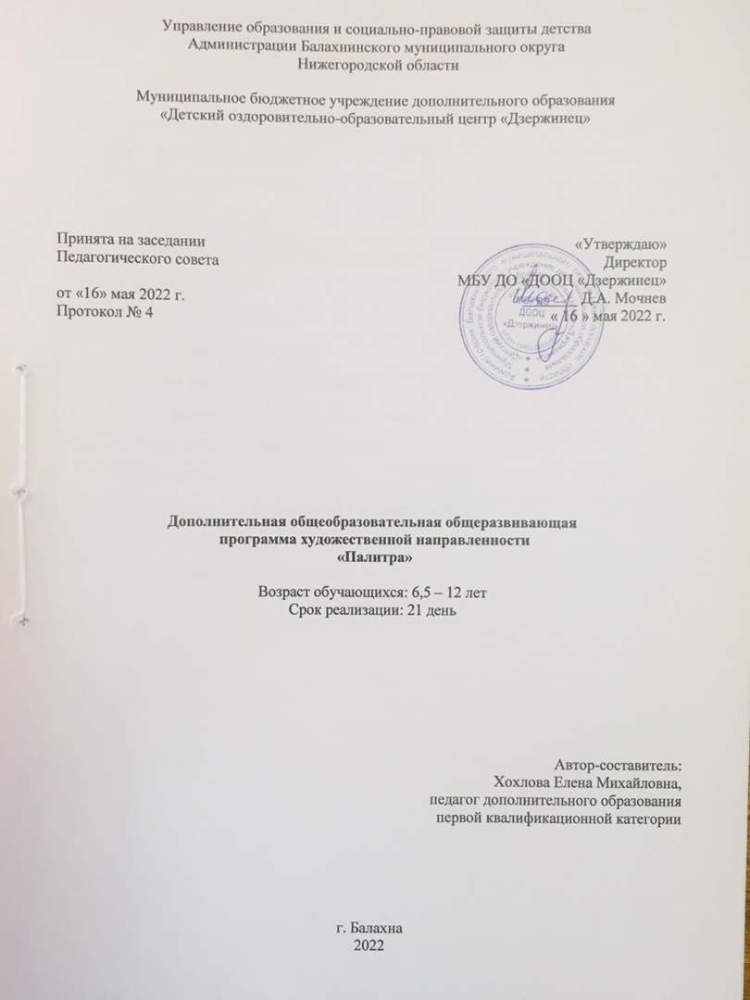 Управление образования и социально-правовой защиты детства
Администрации Балахнинского муниципального округа
Нижегородской области
Муниципальное бюджетное учреждение дополнительного образования
«Детский оздоровительно-образовательный центр «Дзержинец»
Принята на заседании
Педагогического совета
от «16» мая 2022 г.
Протокол № 4
«Утверждаю»
Директор
МБУ ДО «ДООЦ «Дзержинец»
Д.А. Мочнев
« 16 » мая 2022 г.
ДООЦ
«Дзержинец»
Дополнительная общеобразовательная общеразвивающая
программа художественной направленности
«Палитра»
Возраст обучающихся: 6,5 – 12 лет
Срок реализации: 21 день
Автор-составитель:
Хохлова Елена Михайловна,
педагог дополнительного образования
первой квалификационной категории
г. Балахна
2022